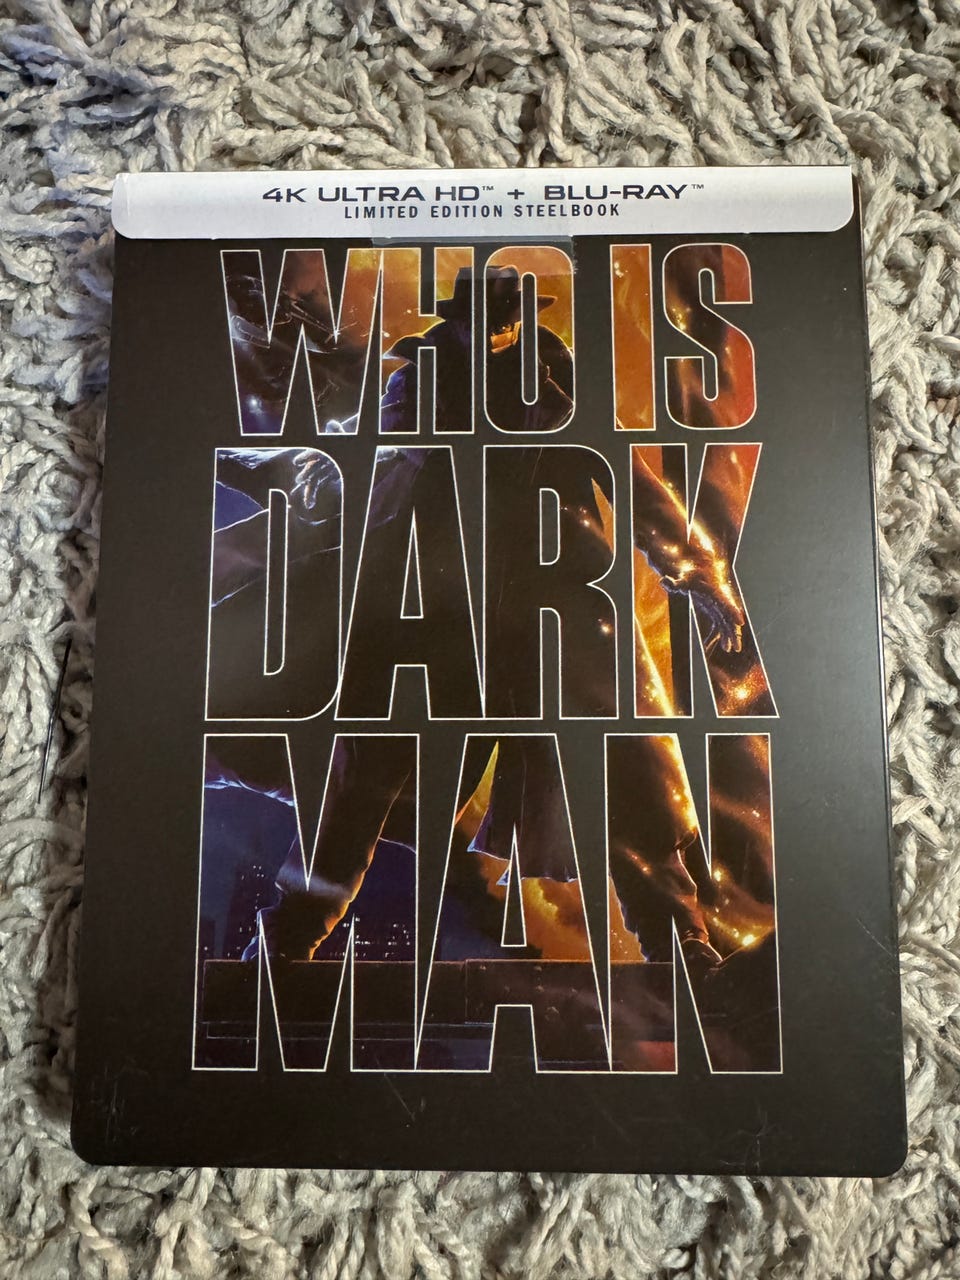 4K ULTRA HD™ + BLU-RAY™
LIMITED EDITION STEELBOOK
WHO IS
DARK
MAN